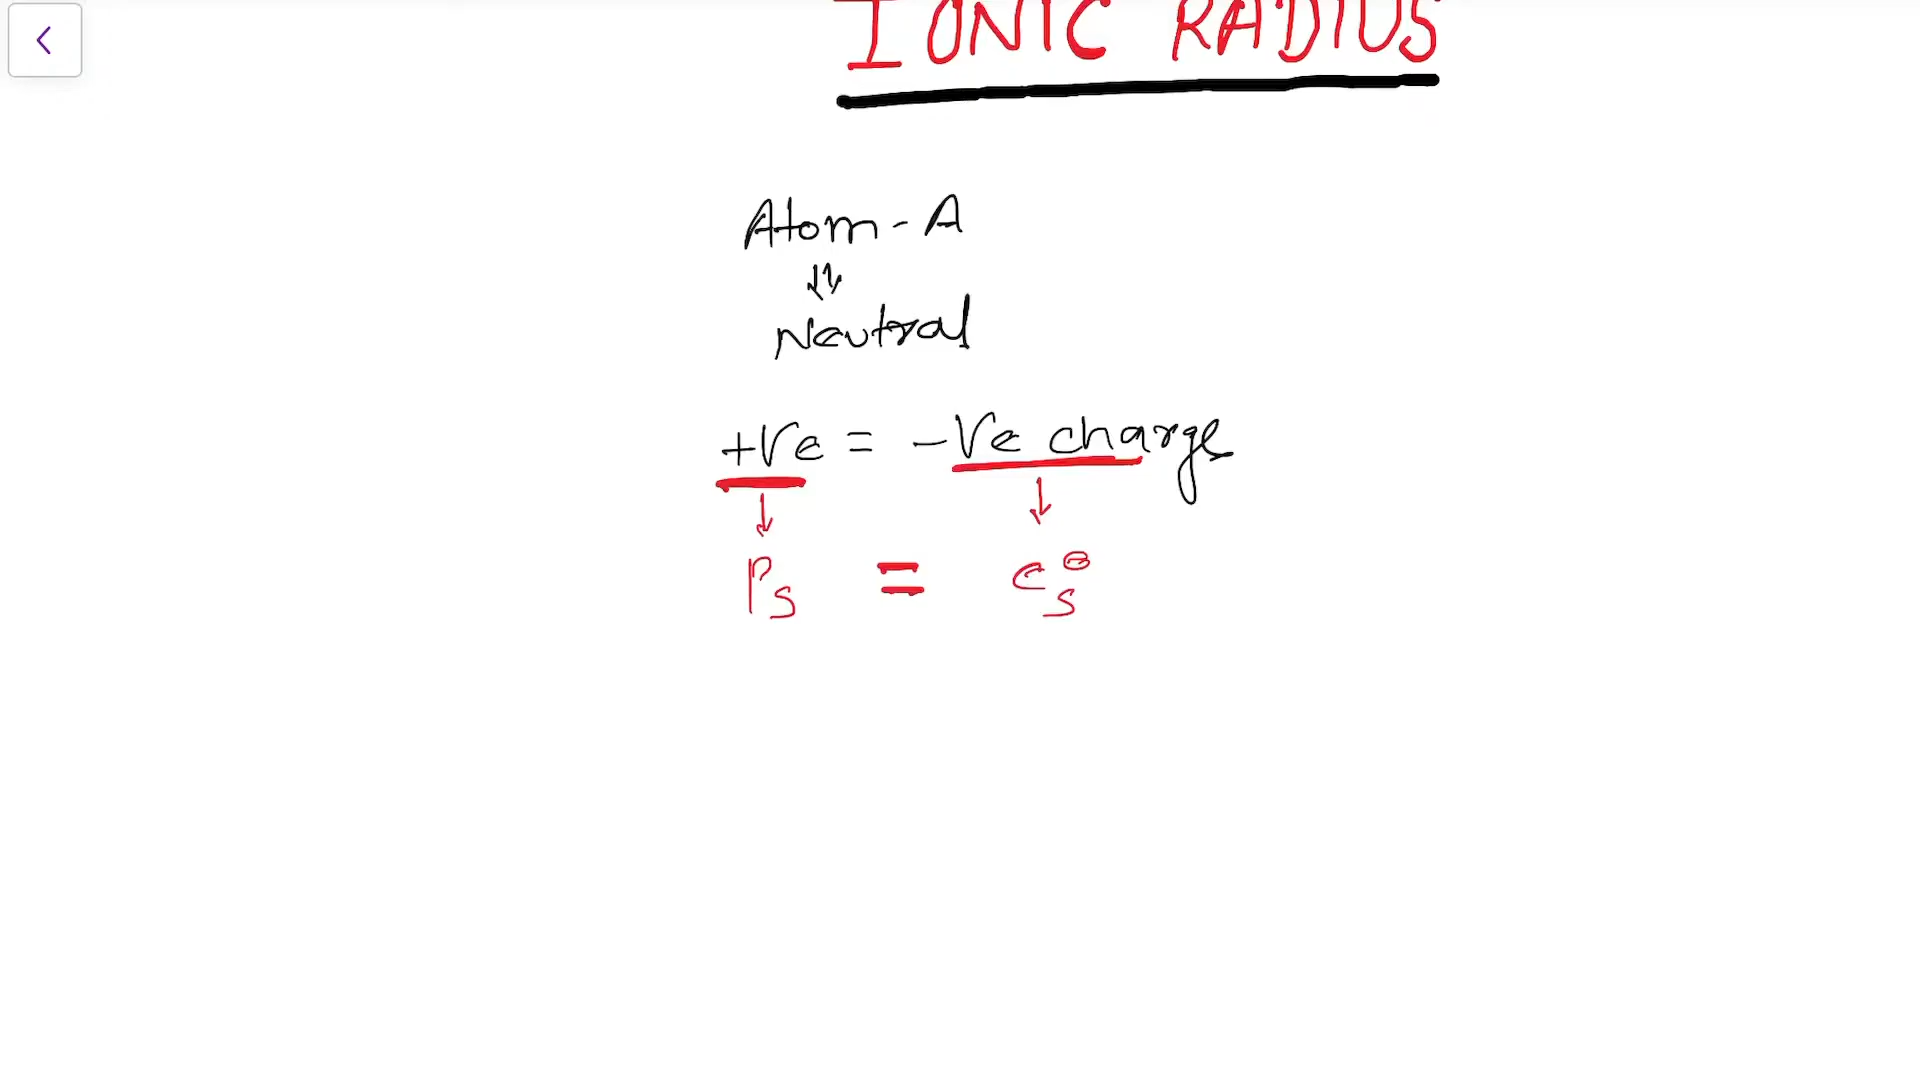 IONIC RADIUS
Atom - A
⇓
Neutral
+Ve = -Ve charge
↓ ↓
Ps = e⊖s